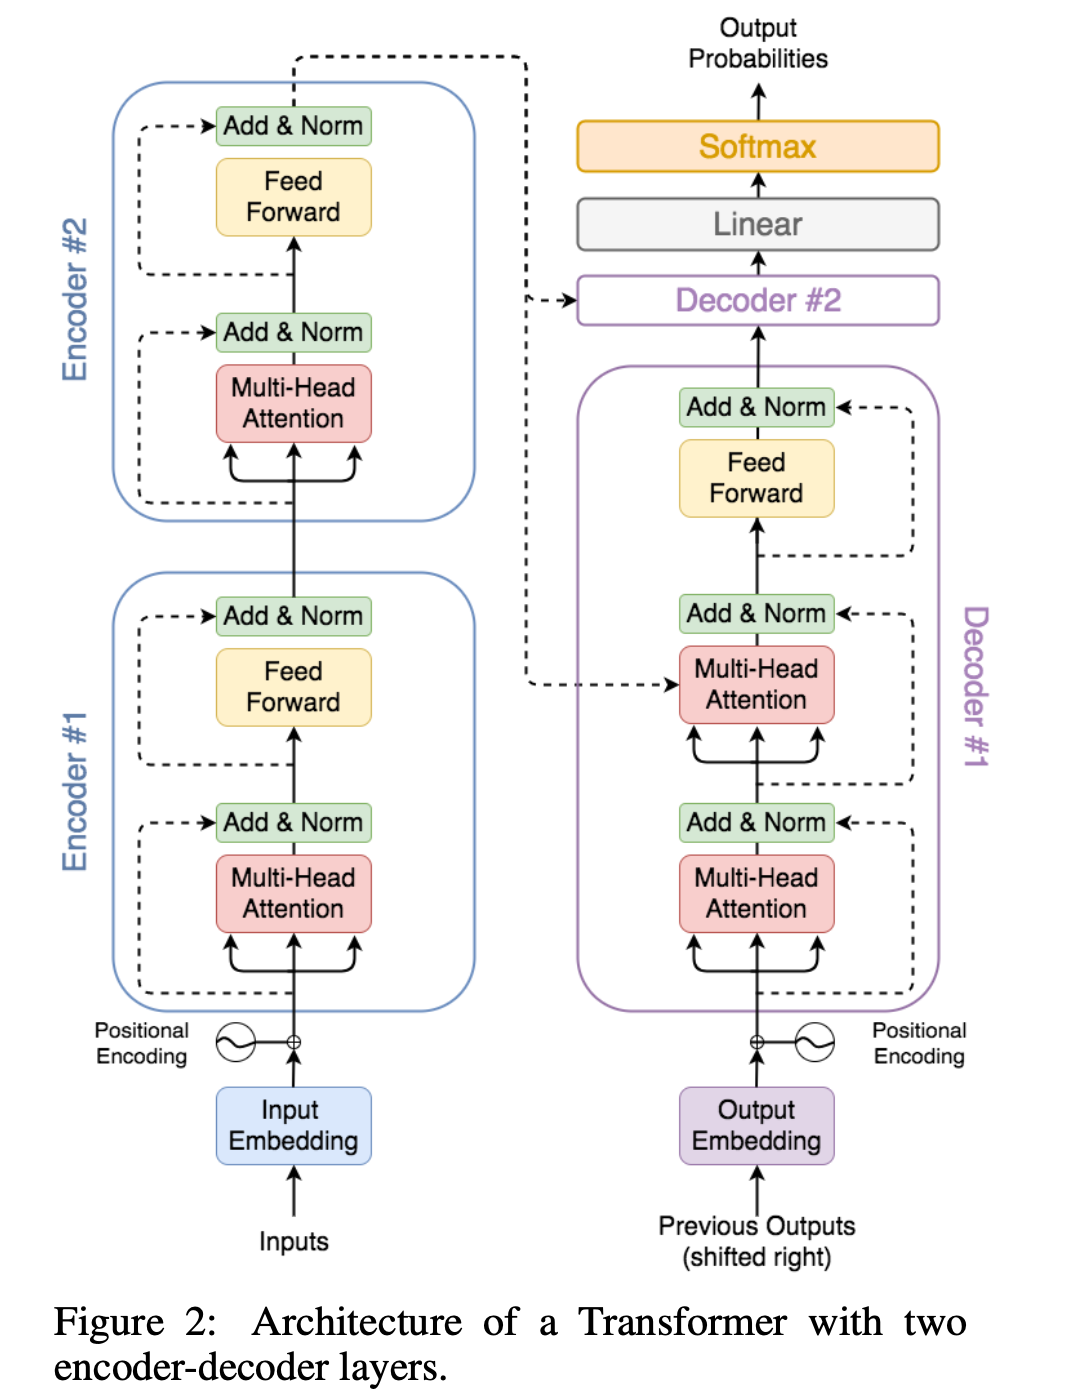 Output
Probabilities
Softmax
Linear
Decoder #2
Encoder #2
Add & Norm
Feed
Forward
Add & Norm
Multi-Head
Attention
Encoder #1
Add & Norm
Feed
Forward
Add & Norm
Multi-Head
Attention
Positional
Encoding
Input
Embedding
Inputs
Decoder #1
Add & Norm
Feed
Forward
Add & Norm
Multi-Head
Attention
Add & Norm
Multi-Head
Attention
Positional
Encoding
Output
Embedding
Previous Outputs
(shifted right)
Figure 2: Architecture of a Transformer with two
encoder-decoder layers.